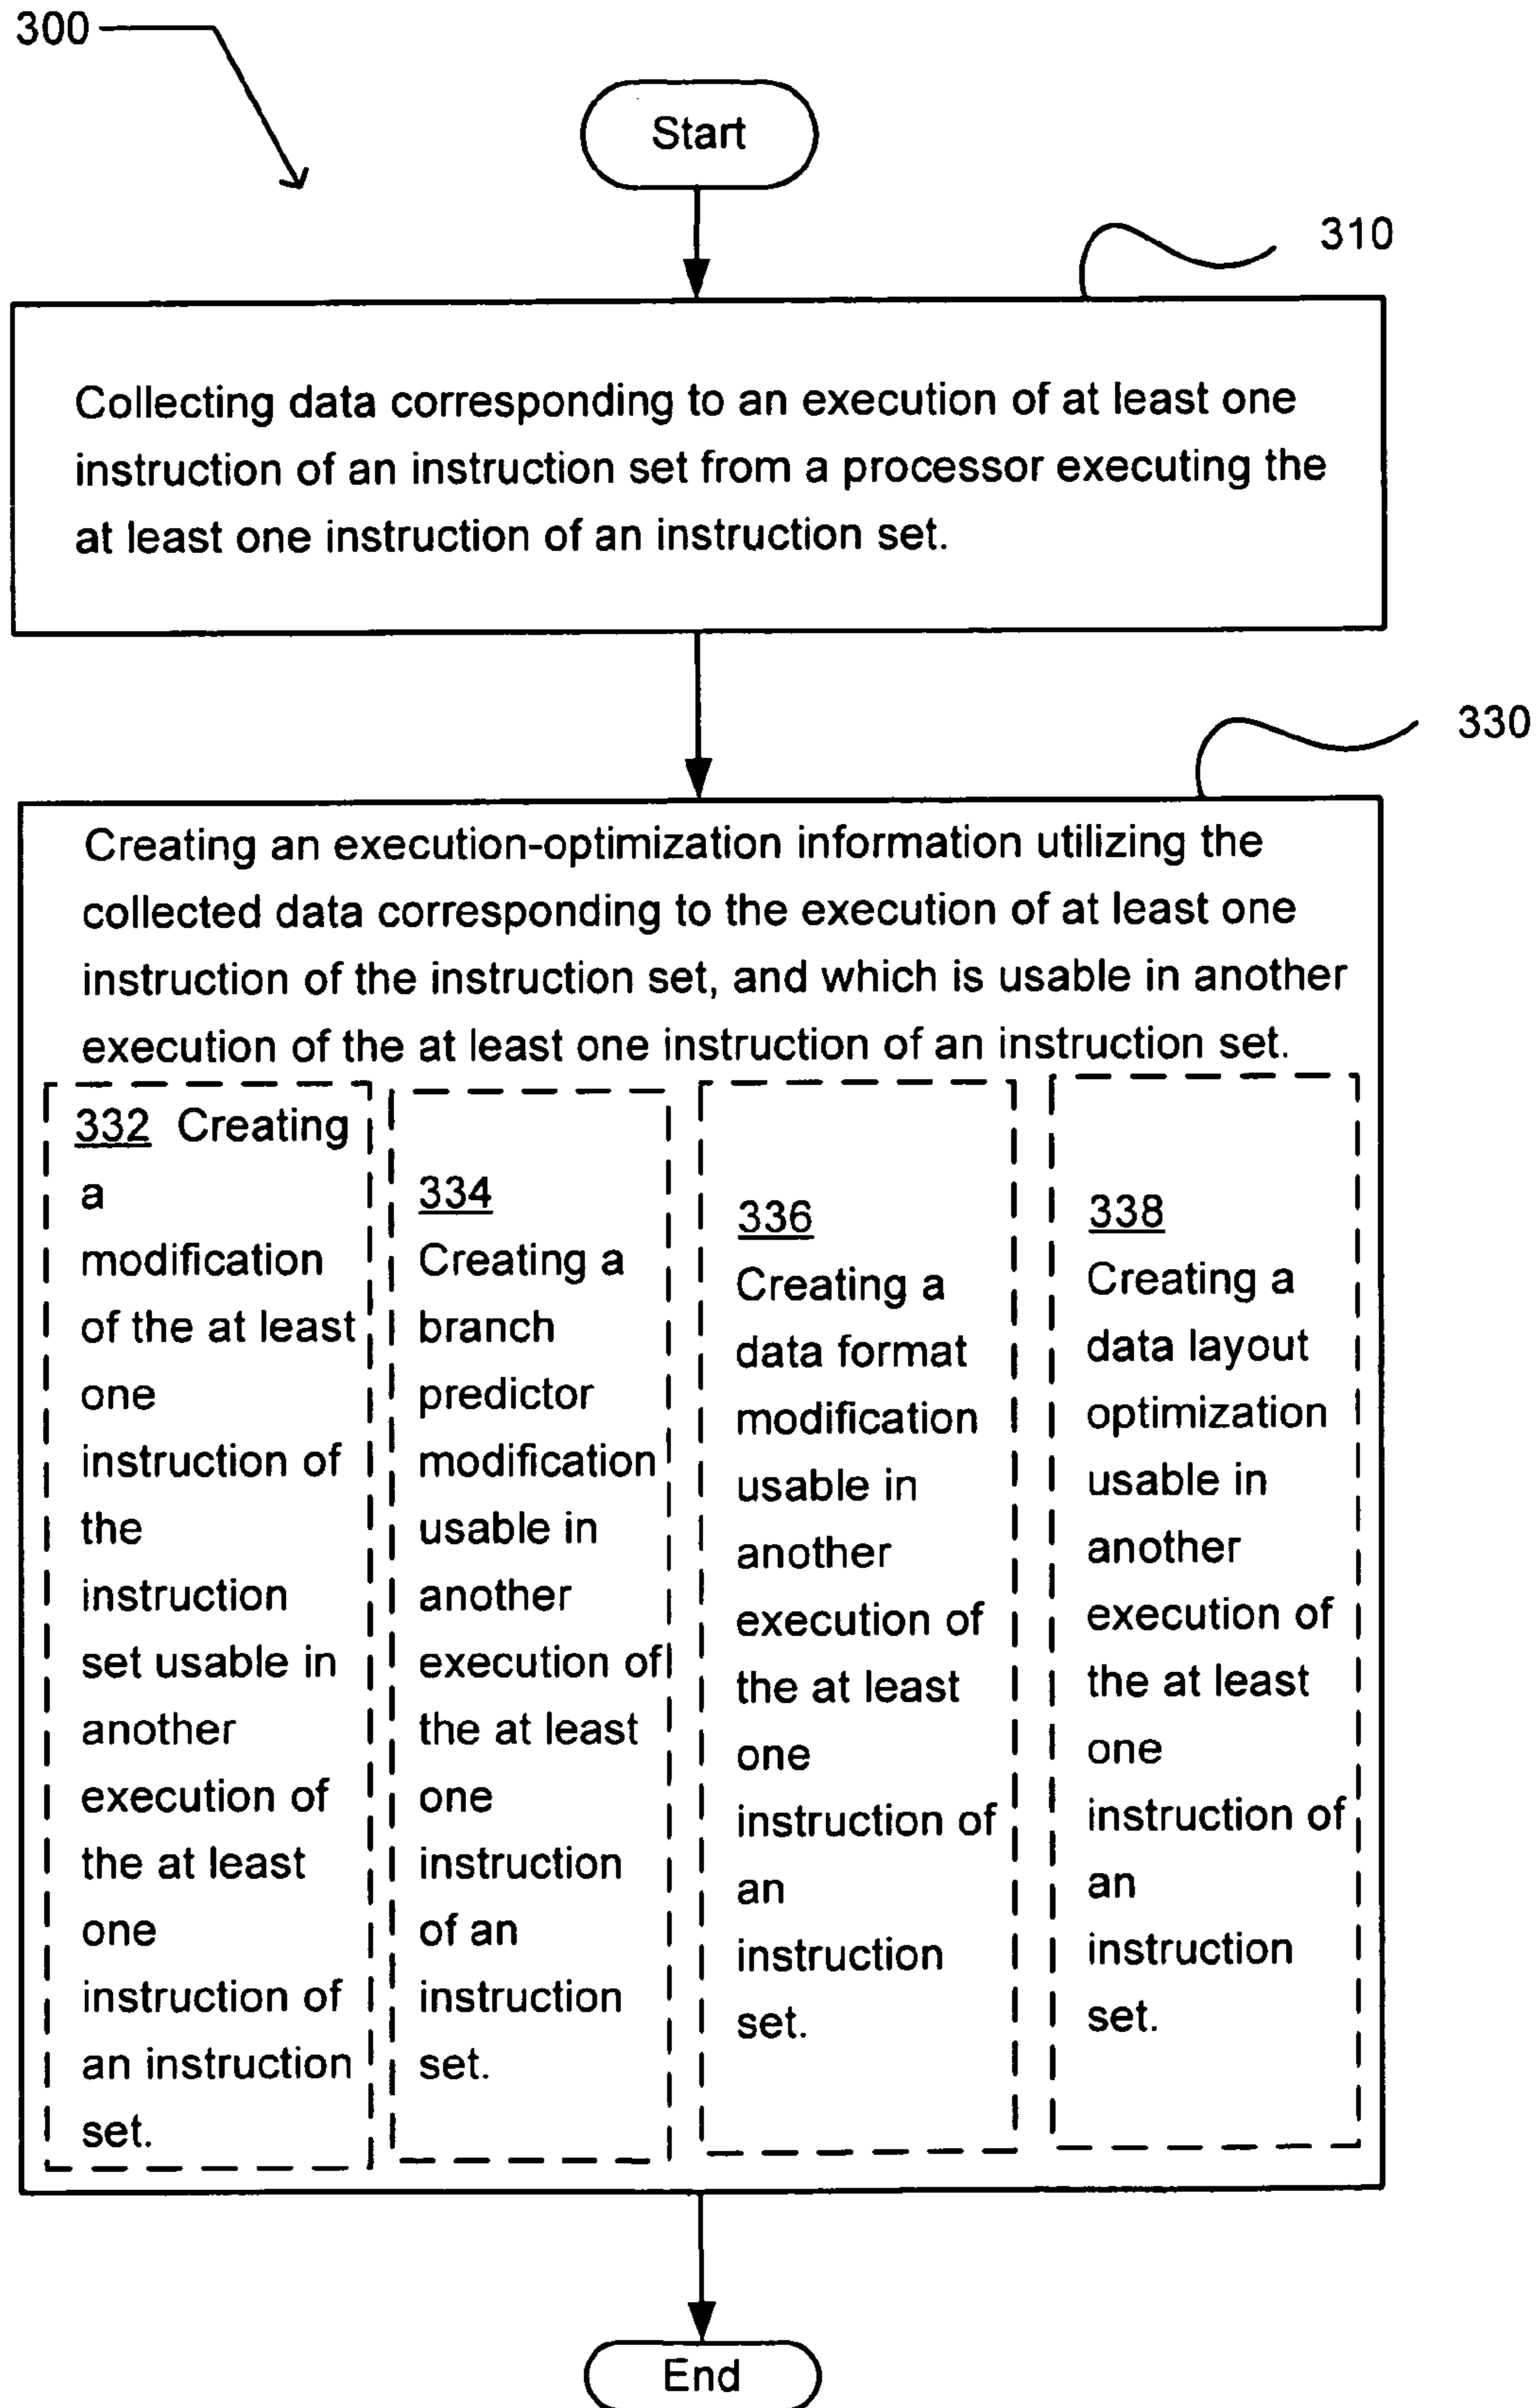 300
Start
310
Collecting data corresponding to an execution of at least one
instruction of an instruction set from a processor executing the
at least one instruction of an instruction set.
330
Creating an execution-optimization information utilizing the
collected data corresponding to the execution of at least one
instruction of the instruction set, and which is usable in another
execution of the at least one instruction of an instruction set.
332 Creating
a
modification
of the at least
one
instruction of
the
instruction
set usable in
another
execution of
the at least
one
instruction of
an instruction
set.
334
Creating a
branch
predictor
modification
usable in
another
execution of
the at least
one
instruction
of an
instruction
set.
336
Creating a
data format
modification
usable in
another
execution of
the at least
one
instruction of
an
instruction
set.
338
Creating a
data layout
optimization
usable in
another
execution of
the at least
one
instruction of
an
instruction
set.
End